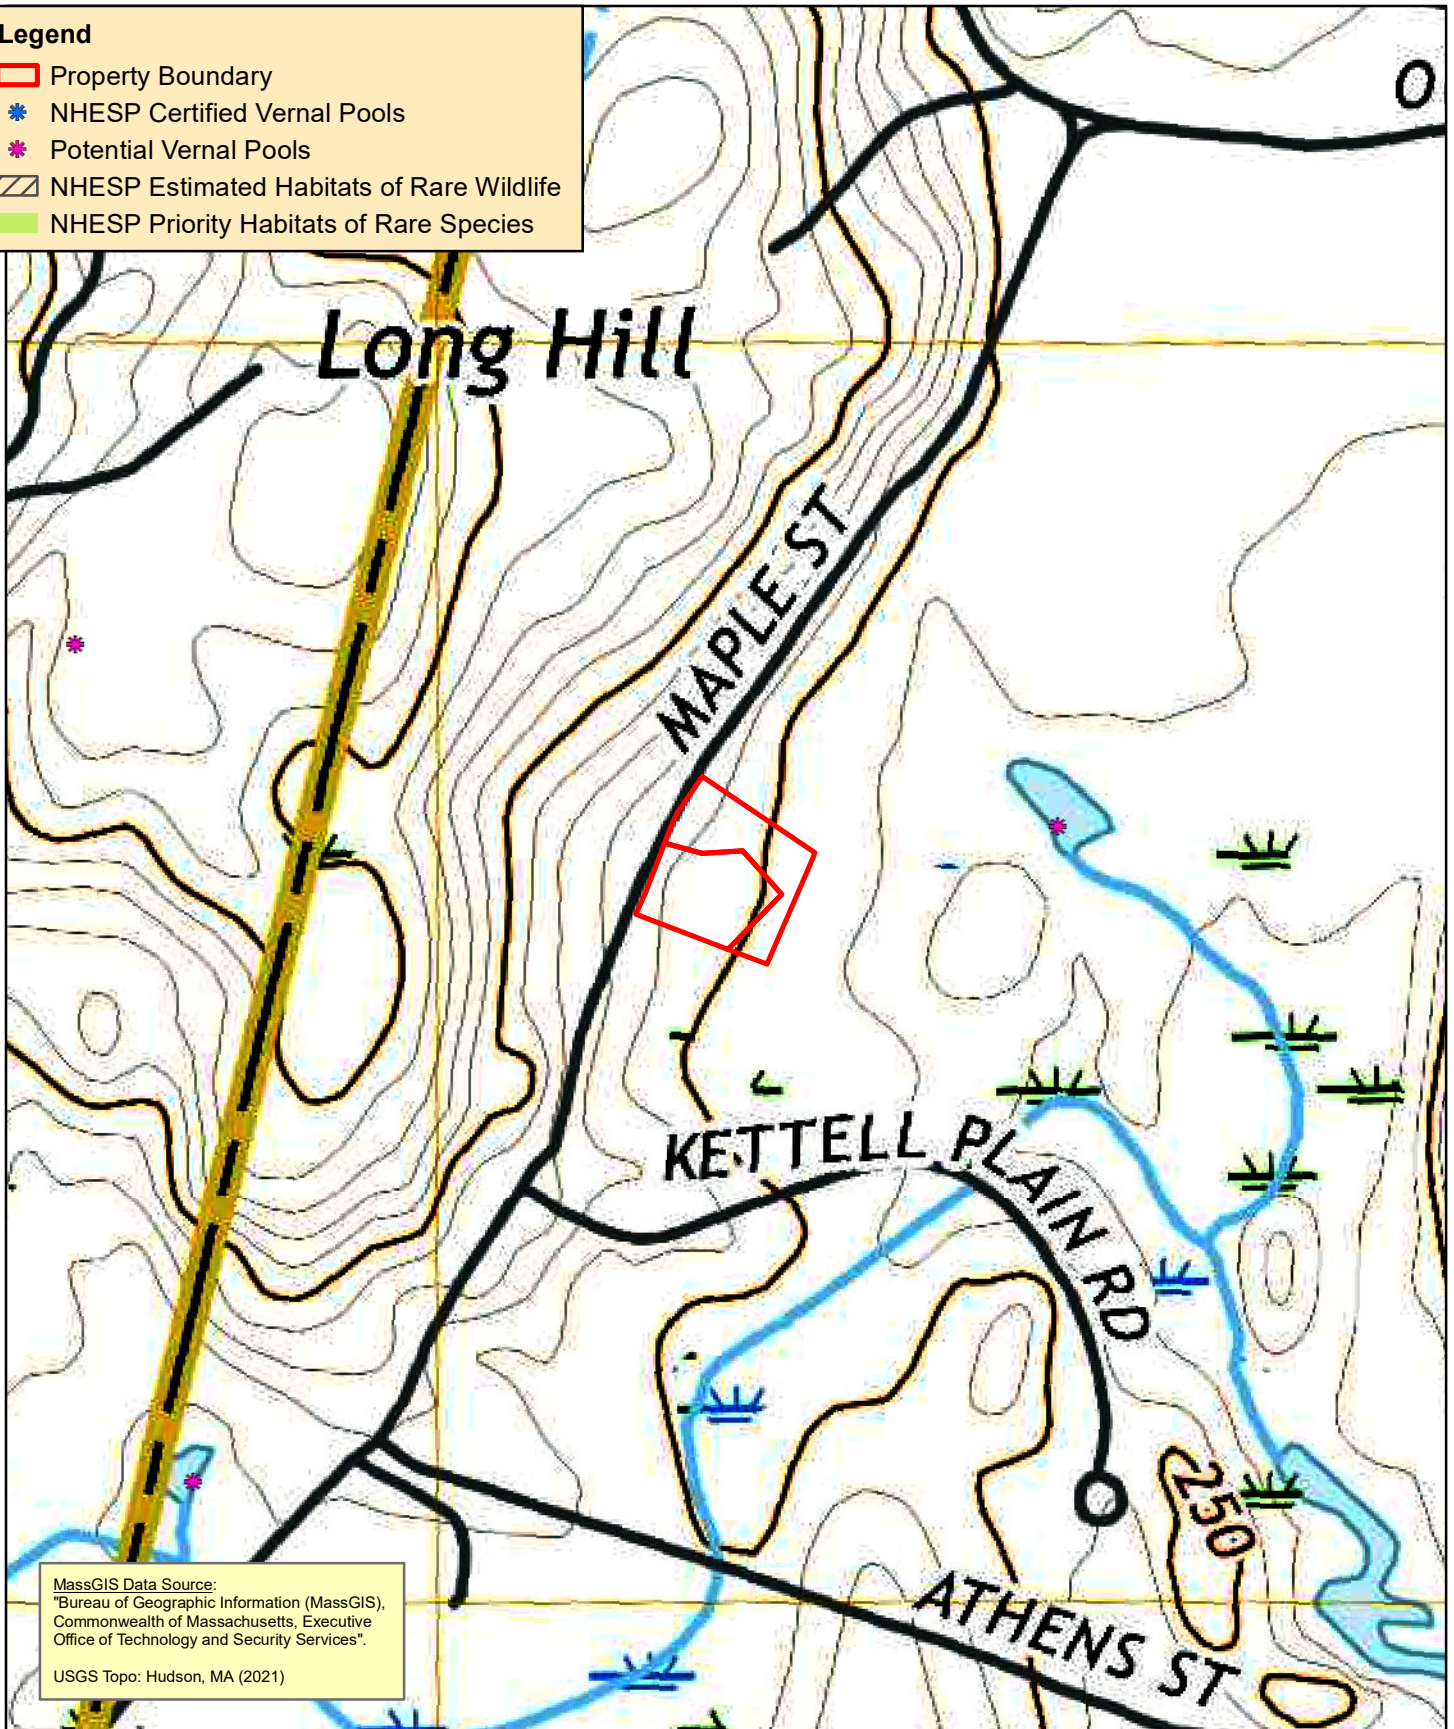 Legend
Property Boundary
NHESP Certified Vernal Pools
Potential Vernal Pools
NHESP Estimated Habitats of Rare Wildlife
NHESP Priority Habitats of Rare Species
O
Long Hill
MAPLE ST
KETTELL PLAIN RD
250
ATHENS ST
MassGIS Data Source:
"Bureau of Geographic Information (MassGIS),
Commonwealth of Massachusetts, Executive
Office of Technology and Security Services".
USGS Topo: Hudson, MA (2021)